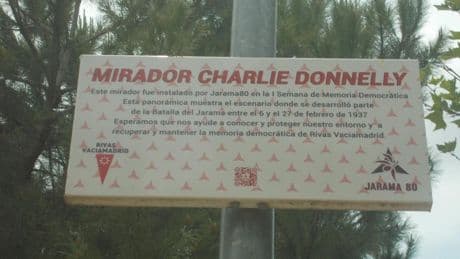 MIRADOR CHARLIE DONNELLY
Este mirador fue instalado por Jarama80 en la I Semana de Memoria Democrática
Esta panorámica muestra el escenario donde se desarrolló parte
de la Batalla del Jarama entre el 6 y el 27 de febrero de 1937
Esperamos que nos ayude a conocer y proteger nuestro entorno y a
recuperar y mantener la memoria democrática de Rivas Vaciamadrid
RIVAS
VACIAMADRID
JARAMA 80